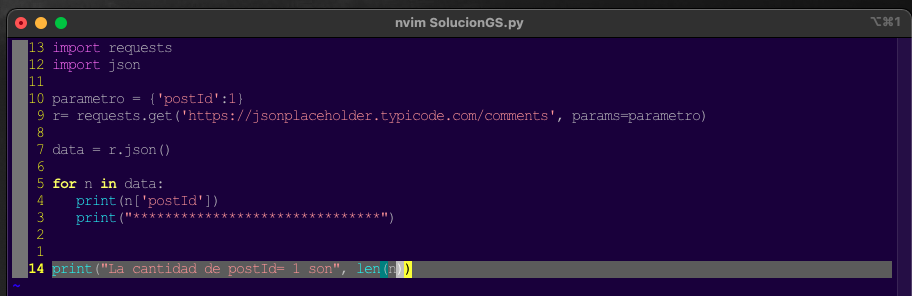 nvim SolucionGS.py
⌥⌘1
13 import requests
12 import json
11
10 parametro = {'postId':1}
9 r= requests.get('https://jsonplaceholder.typicode.com/comments', params=parametro)
8
7 data = r.json()
6
5 for n in data:
4    print(n['postId'])
3    print("*******************************")
2
1
14 print("La cantidad de postId= 1 son", len(n))
~